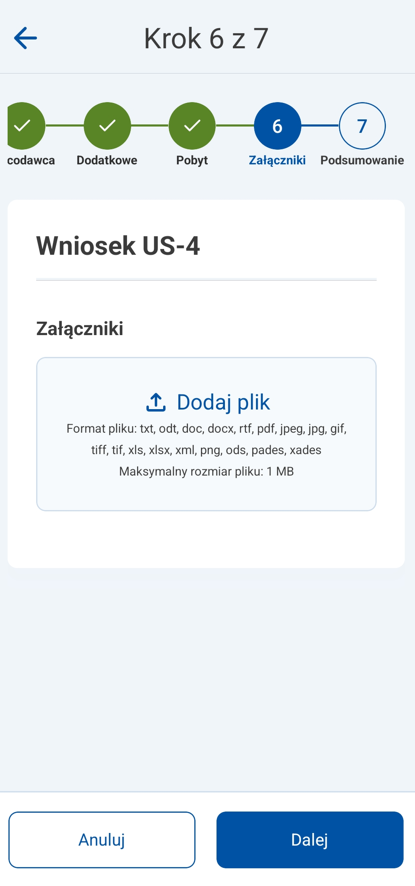 Krok 6 z 7
6
7
codawca
Dodatkowe
Pobyt
Załączniki
Podsumowanie
Wniosek US-4
Załączniki
Dodaj plik
Format pliku: txt, odt, doc, docx, rtf, pdf, jpeg, jpg, gif,
tiff, tif, xls, xlsx, xml, png, ods, pades, xades
Maksymalny rozmiar pliku: 1 MB
Anuluj
Dalej